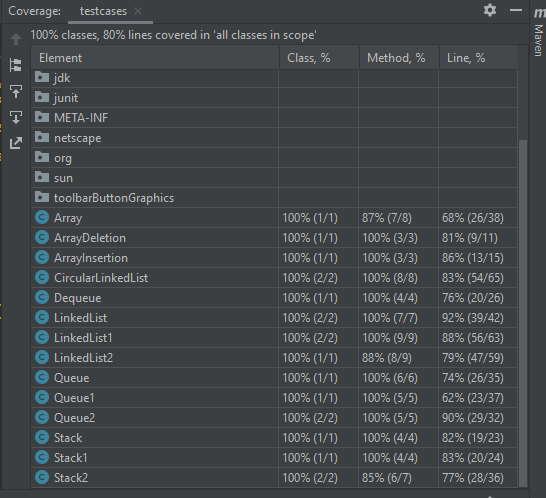 Coverage: testcases
100% classes, 80% lines covered in 'all classes in scope'
Element Class, % Method, % Line, %
jdk
junit
META-INF
netscape
org
sun
toolbarButtonGraphics
Array 100% (1/1) 87% (7/8) 68% (26/38)
ArrayDeletion 100% (1/1) 100% (3/3) 81% (9/11)
ArrayInsertion 100% (1/1) 100% (3/3) 86% (13/15)
CircularLinkedList 100% (2/2) 100% (8/8) 83% (54/65)
Dequeue 100% (1/1) 100% (4/4) 76% (20/26)
LinkedList 100% (2/2) 100% (7/7) 92% (39/42)
LinkedList1 100% (2/2) 100% (9/9) 88% (56/63)
LinkedList2 100% (1/1) 88% (8/9) 79% (47/59)
Queue 100% (1/1) 100% (6/6) 74% (26/35)
Queue1 100% (1/1) 100% (5/5) 62% (23/37)
Queue2 100% (2/2) 100% (5/5) 90% (29/32)
Stack 100% (1/1) 100% (4/4) 82% (19/23)
Stack1 100% (1/1) 100% (4/4) 83% (20/24)
Stack2 100% (2/2) 85% (6/7) 77% (28/36)
m
Maven